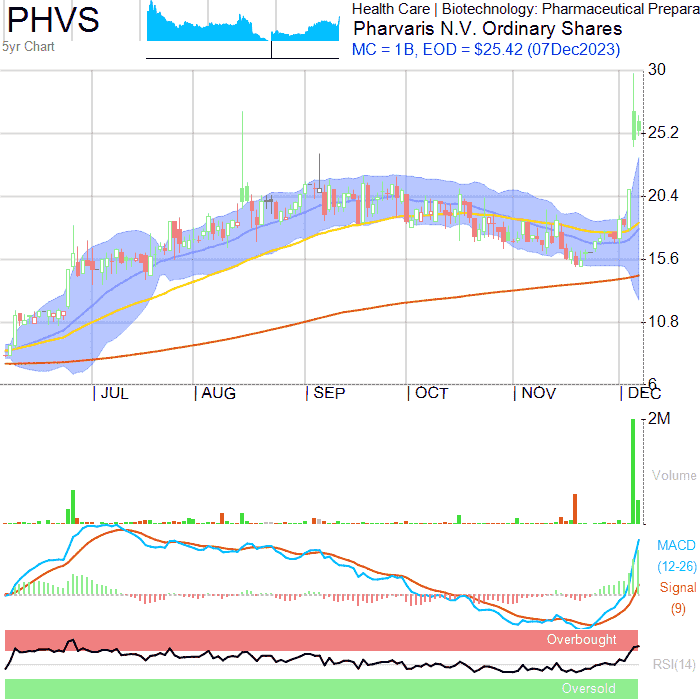 PHVS
5yr Chart
Health Care | Biotechnology: Pharmaceutical Prepara
Pharvaris N.V. Ordinary Shares
MC = 1B, EOD = $25.42 (07Dec2023)
30
25.2
20.4
15.6
10.8
6
JUL
AUG
SEP
OCT
NOV
DEC
2M
Volume
MACD
(12-26)
Signal
(9)
Overbought
RSI(14)
Oversold